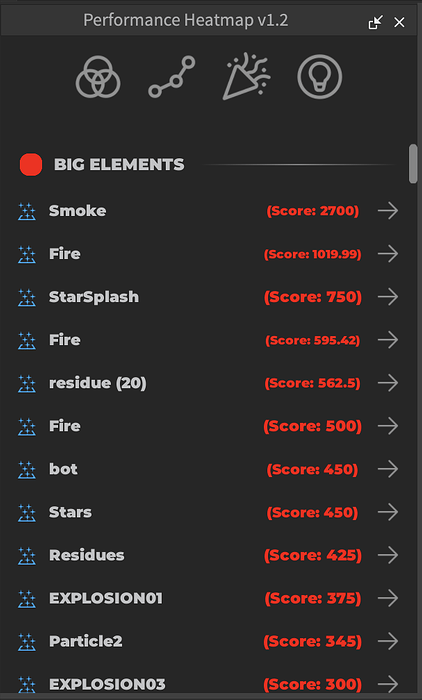 Performance Heatmap v1.2
BIG ELEMENTS
Smoke (Score: 2700)
Fire (Score: 1019.99)
StarSplash (Score: 750)
Fire (Score: 595.42)
residue (20) (Score: 562.5)
Fire (Score: 500)
bot (Score: 450)
Stars (Score: 450)
Residues (Score: 425)
EXPLOSION01 (Score: 375)
Particle2 (Score: 345)
EXPLOSION03 (Score: 300)